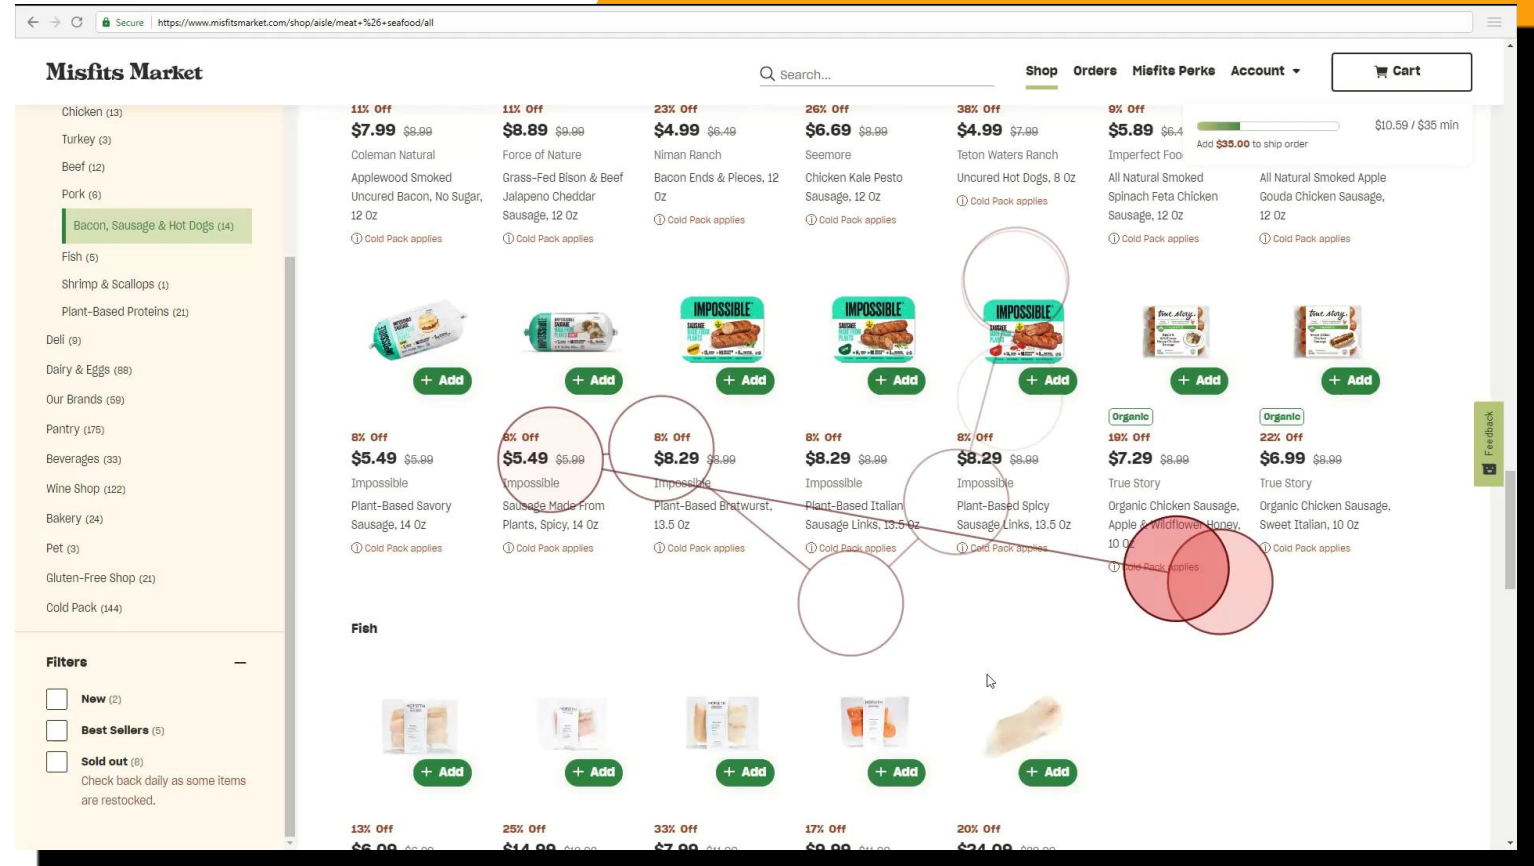 Secure
https://www.misfitsmarket.com/shop/aisle/meat+%26+seafood/all
Misfits Market
Search...
Shop
Orders
Misfits Perks
Account
Cart
$10.59 / $35 min
Add $35.00 to ship order
Chicken (13)
Turkey (3)
Beef (12)
Pork (6)
Bacon, Sausage & Hot Dogs (14)
Fish (5)
Shrimp & Scallops (1)
Plant-Based Proteins (21)
Deli (9)
Dairy & Eggs (88)
Our Brands (59)
Pantry (175)
Beverages (33)
Wine Shop (122)
Bakery (24)
Pet (3)
Gluten-Free Shop (21)
Cold Pack (144)
Filters
New (2)
Best Sellers (5)
Sold out (8)
Check back daily as some items
are restocked.
11% Off
$7.99 $8.99
Coleman Natural
Applewood Smoked
Uncured Bacon, No Sugar,
12 Oz
Cold Pack applies
11% Off
$8.89 $9.99
Force of Nature
Grass-Fed Bison & Beef
Jalapeno Cheddar
Sausage, 12 Oz
Cold Pack applies
23% Off
$4.99 $6.49
Niman Ranch
Bacon Ends & Pieces, 12
Oz
Cold Pack applies
26% Off
$6.69 $8.99
Seemore
Chicken Kale Pesto
Sausage, 12 Oz
Cold Pack applies
38% Off
$4.99 $7.99
Teton Waters Ranch
Uncured Hot Dogs, 8 Oz
Cold Pack applies
9% Off
$5.89 $6.4
Imperfect Foo
All Natural Smoked
Spinach Feta Chicken
Sausage, 12 Oz
Cold Pack applies
All Natural Smoked Apple
Gouda Chicken Sausage,
12 Oz
Cold Pack applies
+ Add
8% Off
$5.49 $5.99
Impossible
Plant-Based Savory
Sausage, 14 Oz
Cold Pack applies
+ Add
8% Off
$5.49 $5.99
Impossible
Sausage Made From
Plants, Spicy, 14 Oz
Cold Pack applies
IMPOSSIBLE
+ Add
8% Off
$8.29 $8.99
Impossible
Plant-Based Bratwurst,
13.5 Oz
Cold Pack applies
IMPOSSIBLE
+ Add
8% Off
$8.29 $8.99
Impossible
Plant-Based Italian
Sausage Links, 13.5 Oz
Cold Pack applies
IMPOSSIBLE
+ Add
8% Off
$8.29 $8.99
Impossible
Plant-Based Spicy
Sausage Links, 13.5 Oz
Cold Pack applies
true story.
+ Add
Organic
19% Off
$7.29 $8.99
True Story
Organic Chicken Sausage,
Apple & Wildflower Honey,
10 Oz
Cold Pack applies
true story.
+ Add
Organic
22% Off
$6.99 $8.99
True Story
Organic Chicken Sausage,
Sweet Italian, 10 Oz
Cold Pack applies
Feedback
Fish
+ Add
+ Add
+ Add
+ Add
+ Add
13% Off
25% Off
33% Off
17% Off
20% Off
$6.09
$14.99
$7.99
$9.99
$24.09